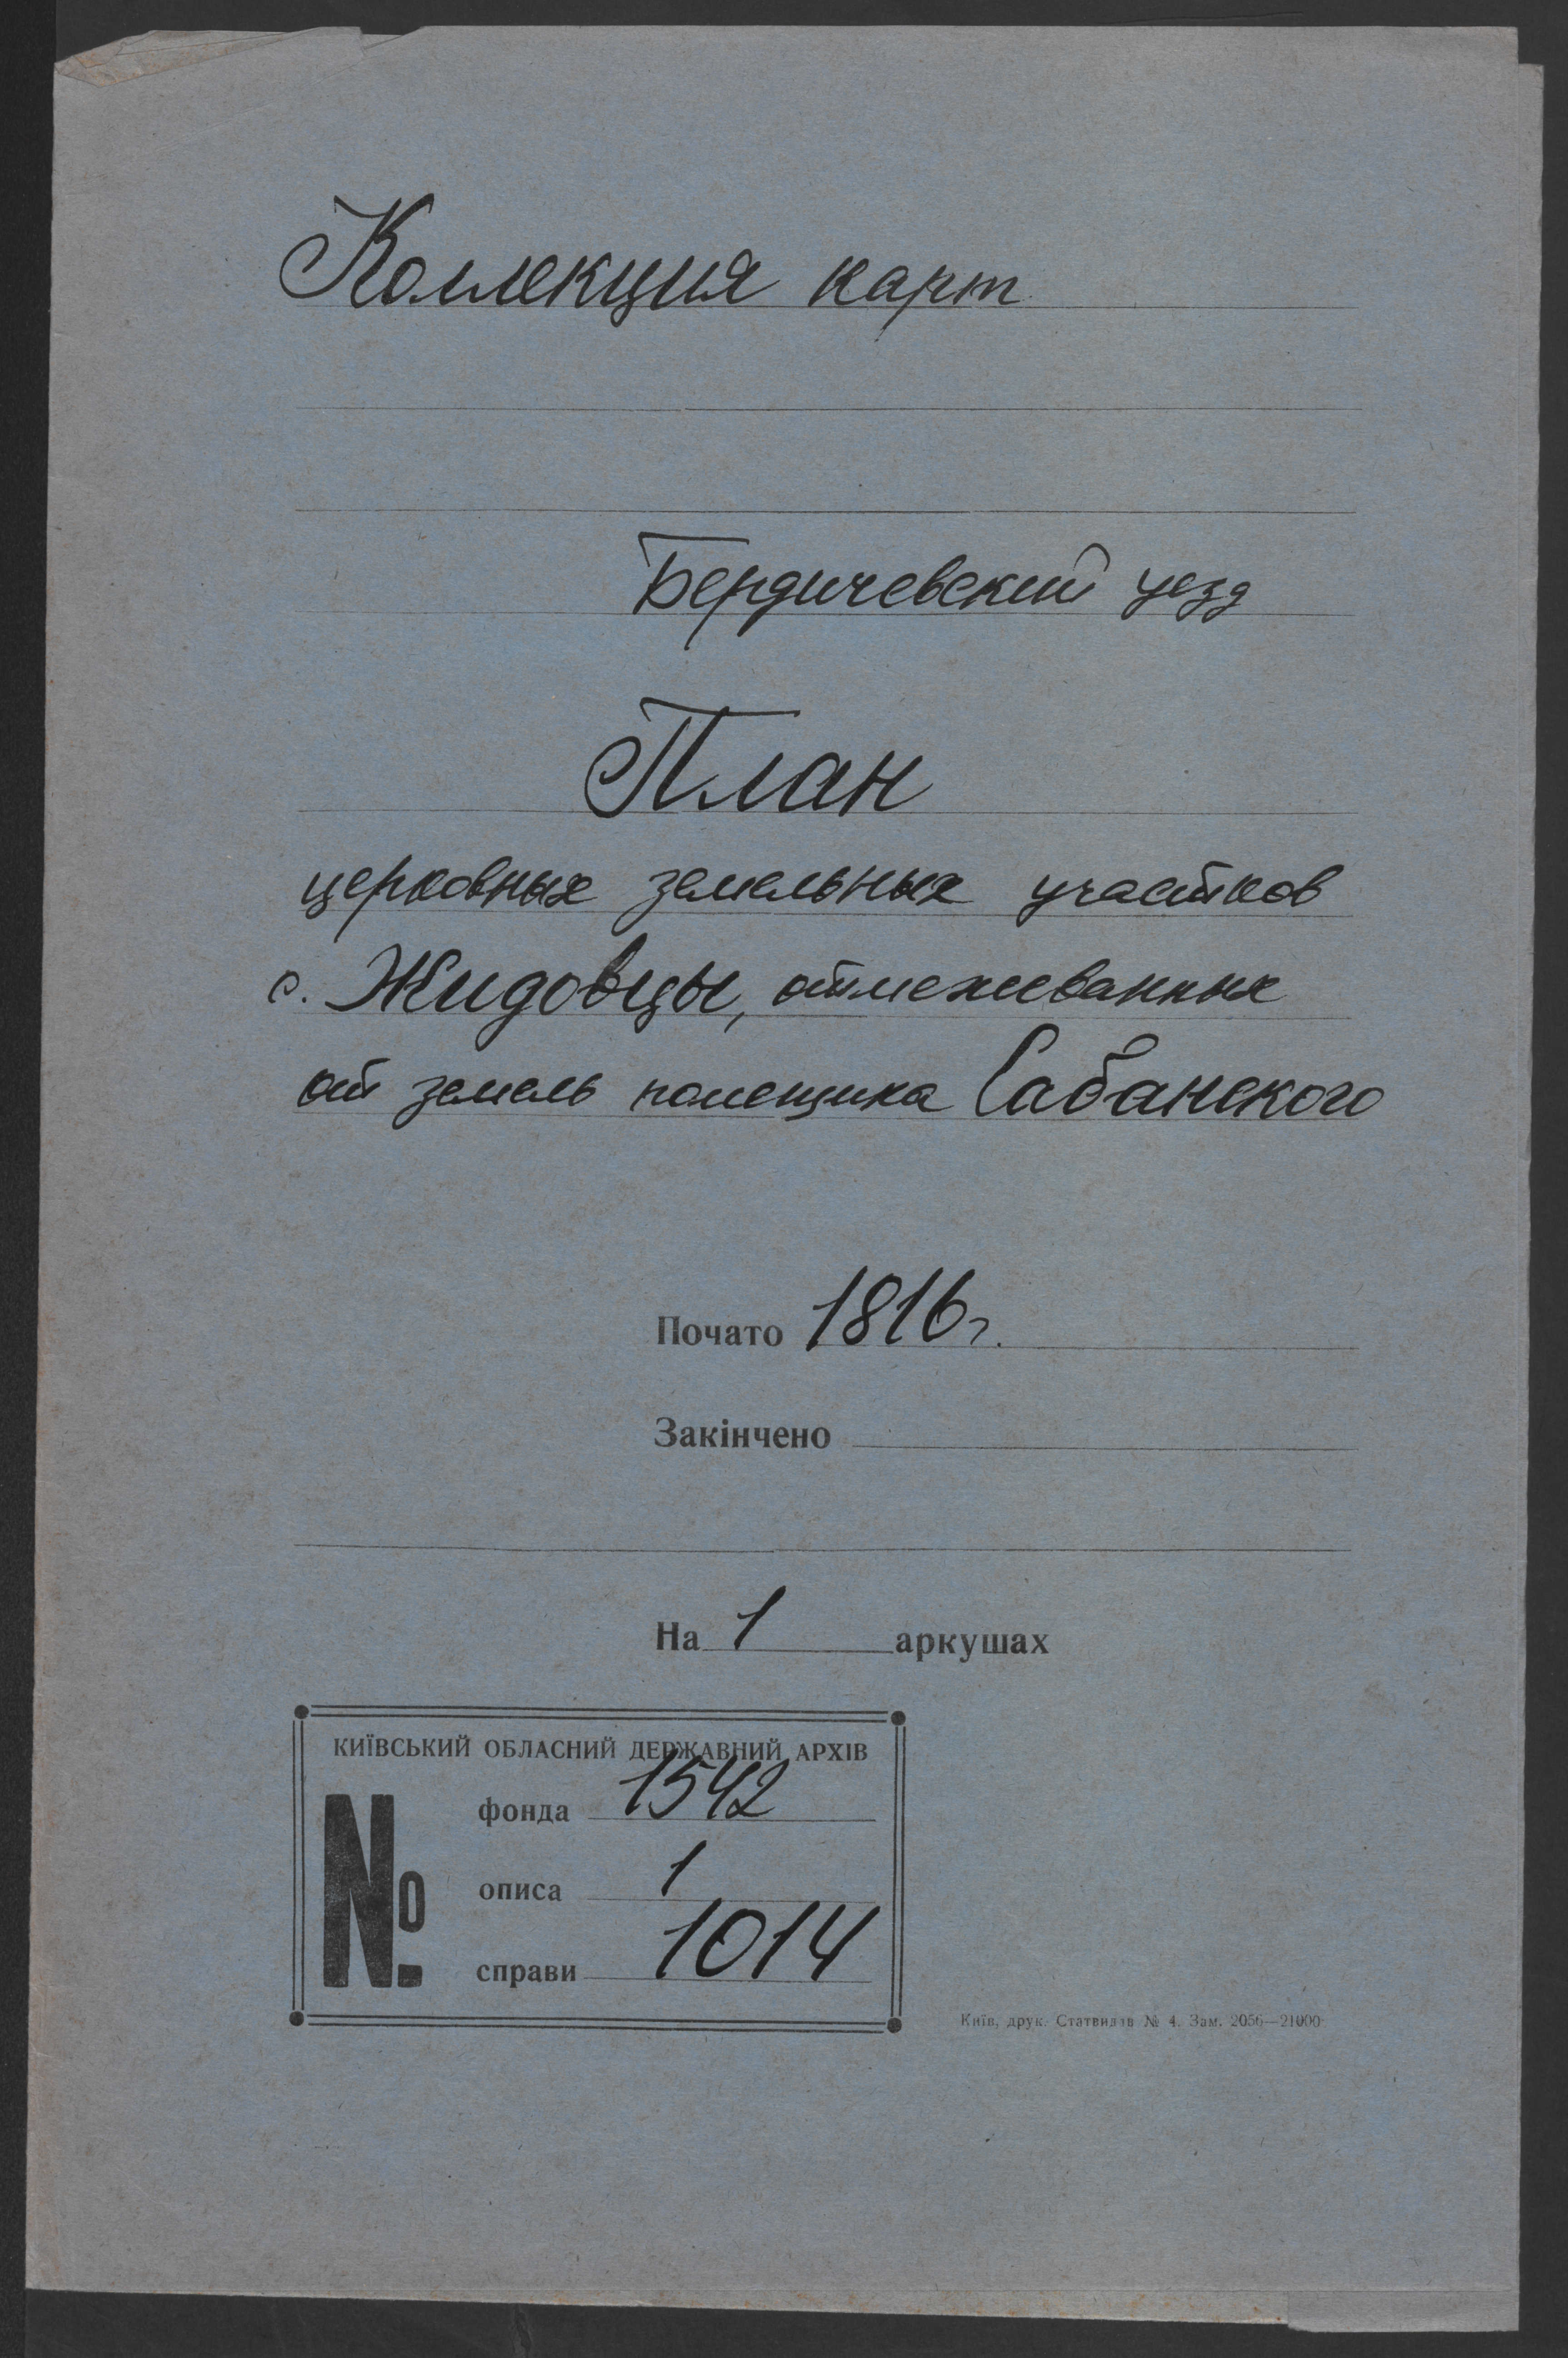 Коллекция карт
Бердичевский уезд
План
церковных земельных участков
с. Жидовцы, отмежеванных
от земель помещика Сабанского
Почато 1816 г.
Закінчено
На 1 аркушах
КИЇВСЬКИЙ ОБЛАСНИЙ ДЕРЖАВНИЙ АРХІВ
№
фонда 1542
описа 1
справи 1014
Київ, друк. Статвидав № 4. Зам. 2056—21000